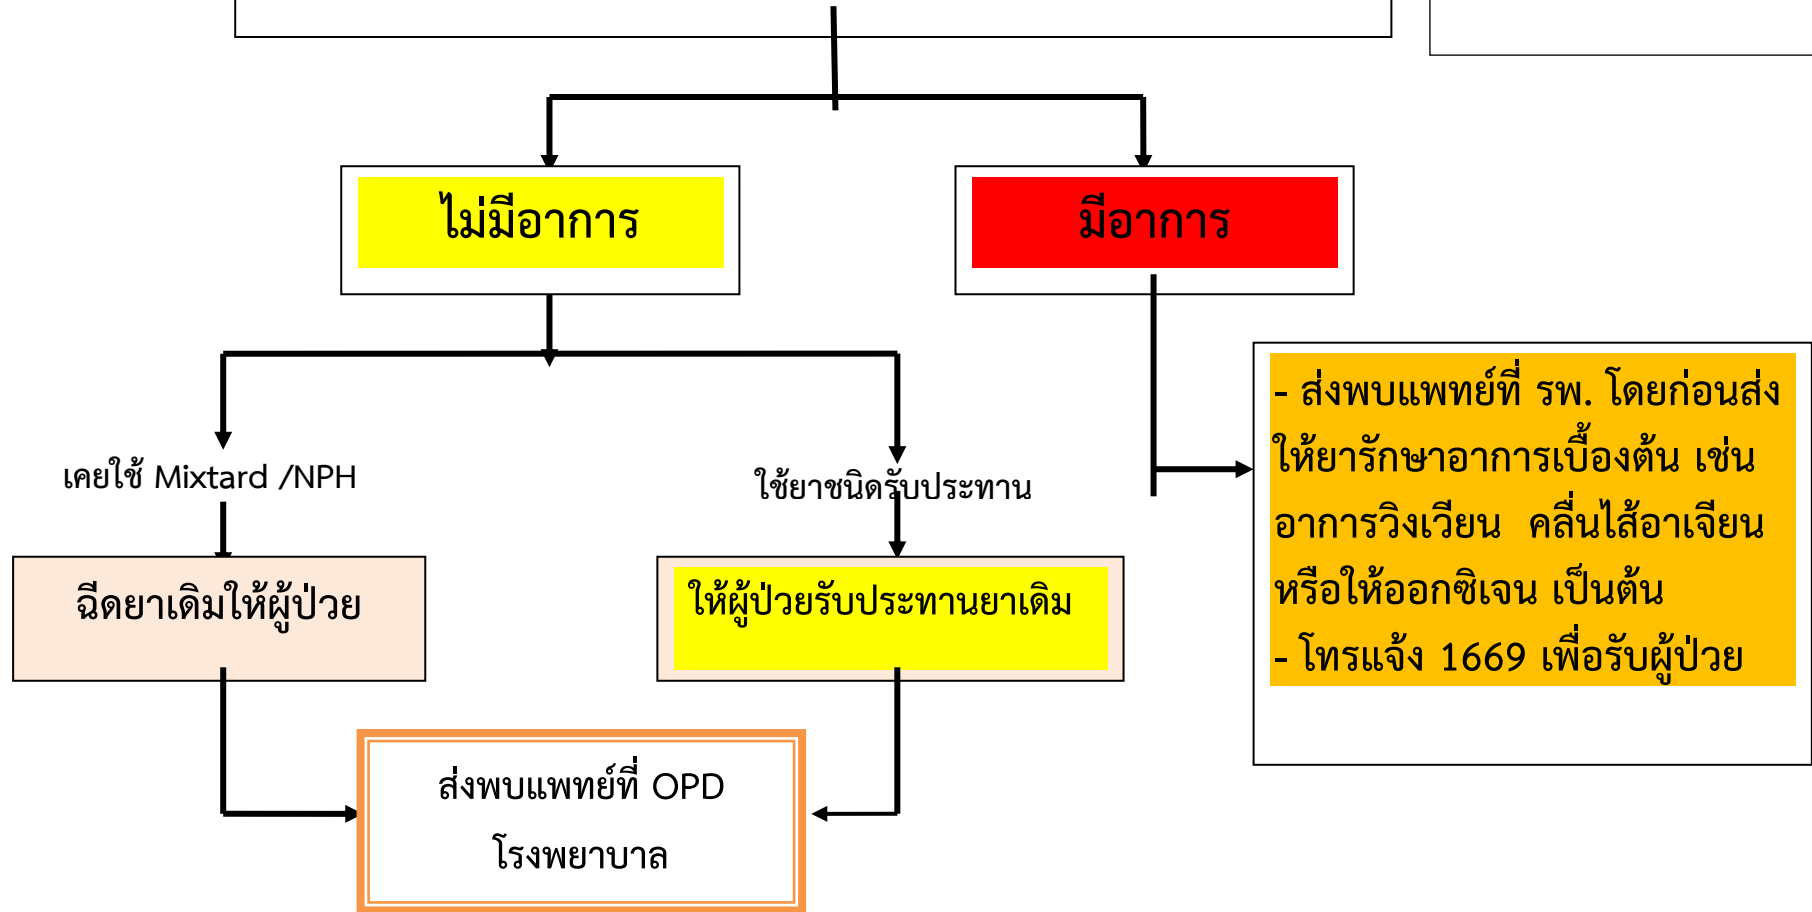 ไม่มีอาการ
มีอาการ
- ส่งพบแพทย์ที่ รพ. โดยก่อนส่ง
ให้ยารักษาอาการเบื้องต้น เช่น
อาการวิงเวียน คลื่นไส้อาเจียน
หรือให้ออกซิเจน เป็นต้น
- โทรแจ้ง 1669 เพื่อรับผู้ป่วย
เคยใช้ Mixtard /NPH
ใช้ยาชนิดรับประทาน
ฉีดยาเดิมให้ผู้ป่วย
ให้ผู้ป่วยรับประทานยาเดิม
ส่งพบแพทย์ที่ OPD
โรงพยาบาล